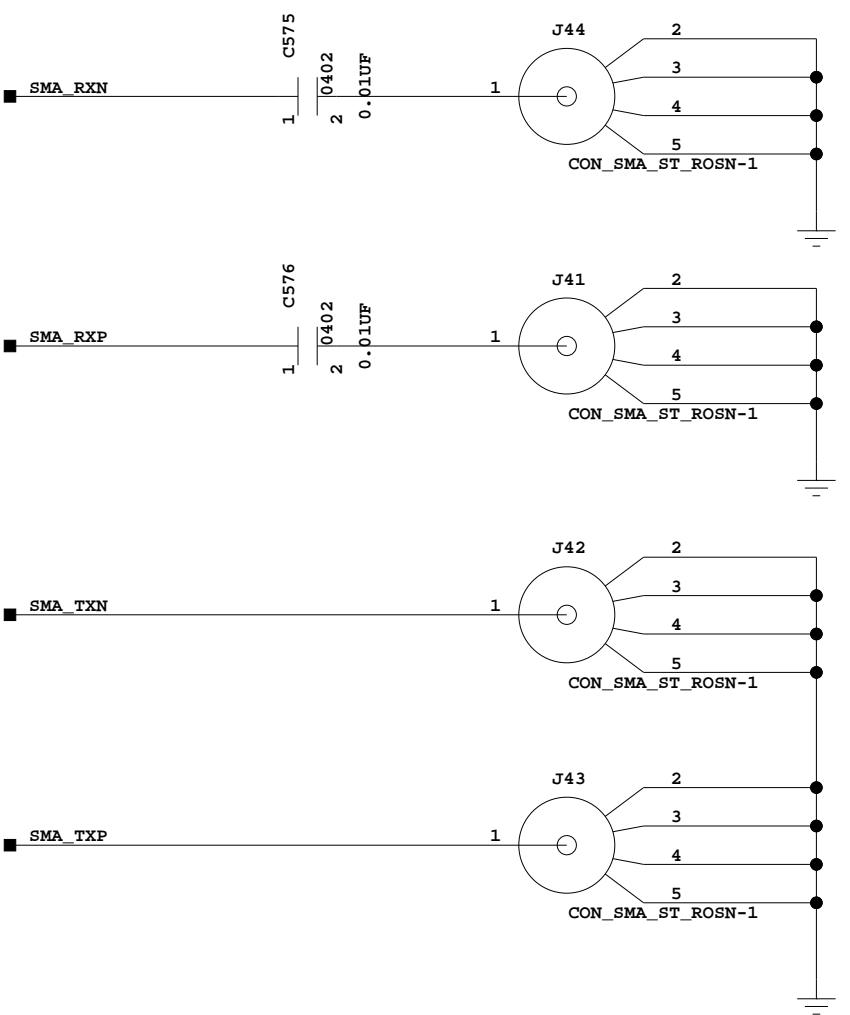 C575
J44
2
SMA_RXN
0402
0.01UF
3
1
4
1
2
5
CON_SMA_ST_ROSN-1
C576
J41
2
SMA_RXP
0402
0.01UF
3
1
4
1
2
5
CON_SMA_ST_ROSN-1
J42
2
3
SMA_TXN
1
4
5
CON_SMA_ST_ROSN-1
J43
2
3
SMA_TXP
1
4
5
CON_SMA_ST_ROSN-1